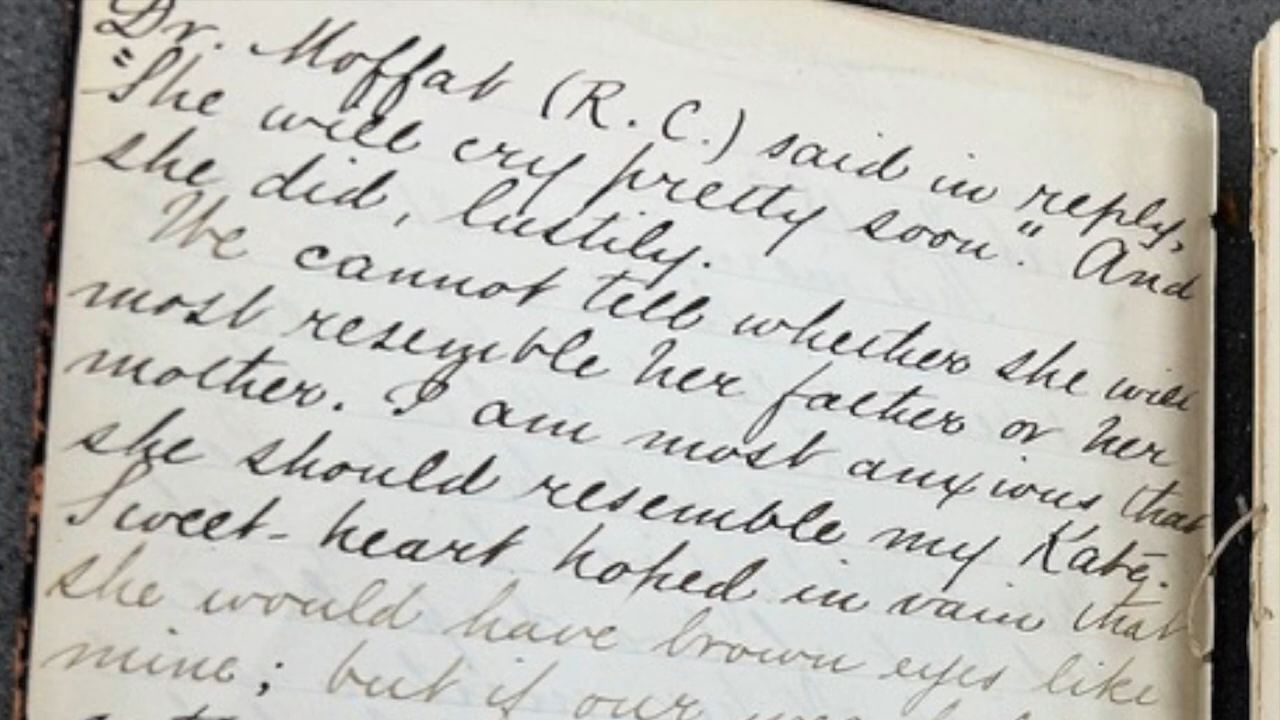 Dr. Moffat (R. C.) said in reply,
"She will cry pretty soon." And
she did, lustily.
We cannot tell whether she will
most resemble her father or her
mother. I am most anxious that
she should resemble my Kate.
Sweet-heart hoped in vain that
she would have brown eyes like
mine; but if our